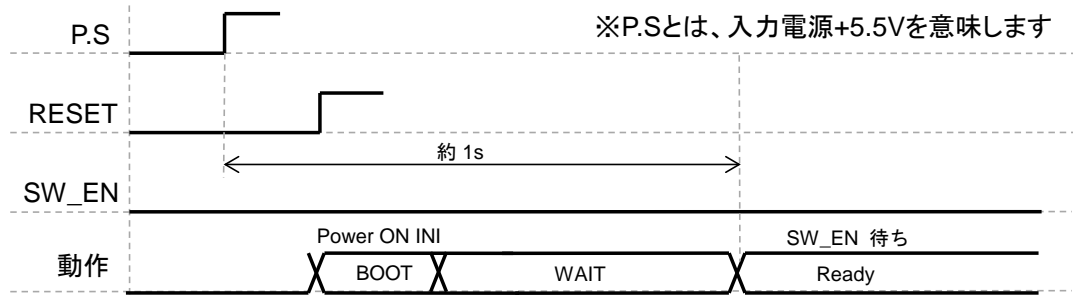 P.S
※P.Sとは、入力電源+5.5Vを意味します
RESET
約 1s
SW_EN
Power ON INI
SW_EN 待ち
動作
BOOT
WAIT
Ready